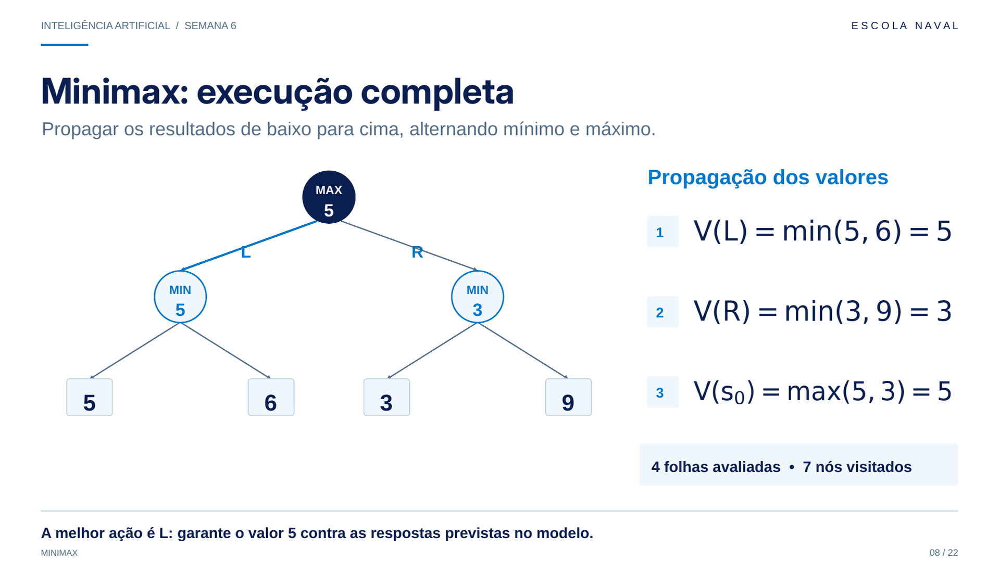 INTELIGÊNCIA ARTIFICIAL / SEMANA 6
ESCOLA NAVAL
Minimax: execução completa
Propagar os resultados de baixo para cima, alternando mínimo e máximo.
MAX
5
L
R
MIN
5
MIN
3
5
6
3
9
Propagação dos valores
1 V(L) = min(5, 6) = 5
2 V(R) = min(3, 9) = 3
3 V(s₀) = max(5, 3) = 5
4 folhas avaliadas • 7 nós visitados
A melhor ação é L: garante o valor 5 contra as respostas previstas no modelo.
MINIMAX
08 / 22